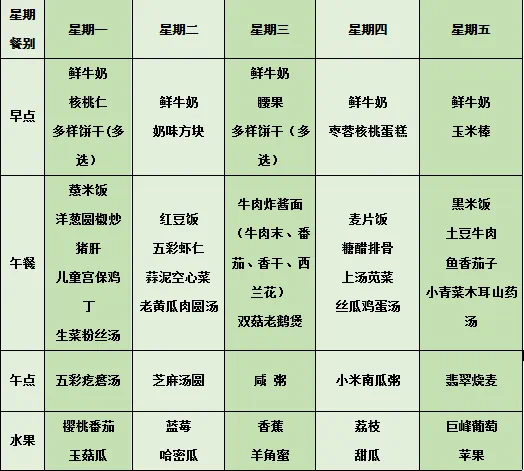 星期
餐别
星期一
星期二
星期三
星期四
星期五
早点
鲜牛奶
核桃仁
多样饼干(多
选）
鲜牛奶
奶味方块
鲜牛奶
腰果
多样饼干（多
选）
鲜牛奶
枣蓉核桃蛋糕
鲜牛奶
玉米棒
午餐
薏米饭
洋葱圆椒炒
猪肝
儿童宫保鸡
丁
生菜粉丝汤
红豆饭
五彩虾仁
蒜泥空心菜
老黄瓜肉圆汤
牛肉炸酱面
（牛肉末、番
茄、香干、西
兰花）
双菇老鹅煲
麦片饭
糖醋排骨
上汤苋菜
丝瓜鸡蛋汤
黑米饭
土豆牛肉
鱼香茄子
小青菜木耳山药
汤
午点
五彩疙瘩汤
芝麻汤圆
咸 粥
小米南瓜粥
翡翠烧麦
水果
樱桃番茄
玉菇瓜
蓝莓
哈密瓜
香蕉
羊角蜜
荔枝
甜瓜
巨峰葡萄
苹果